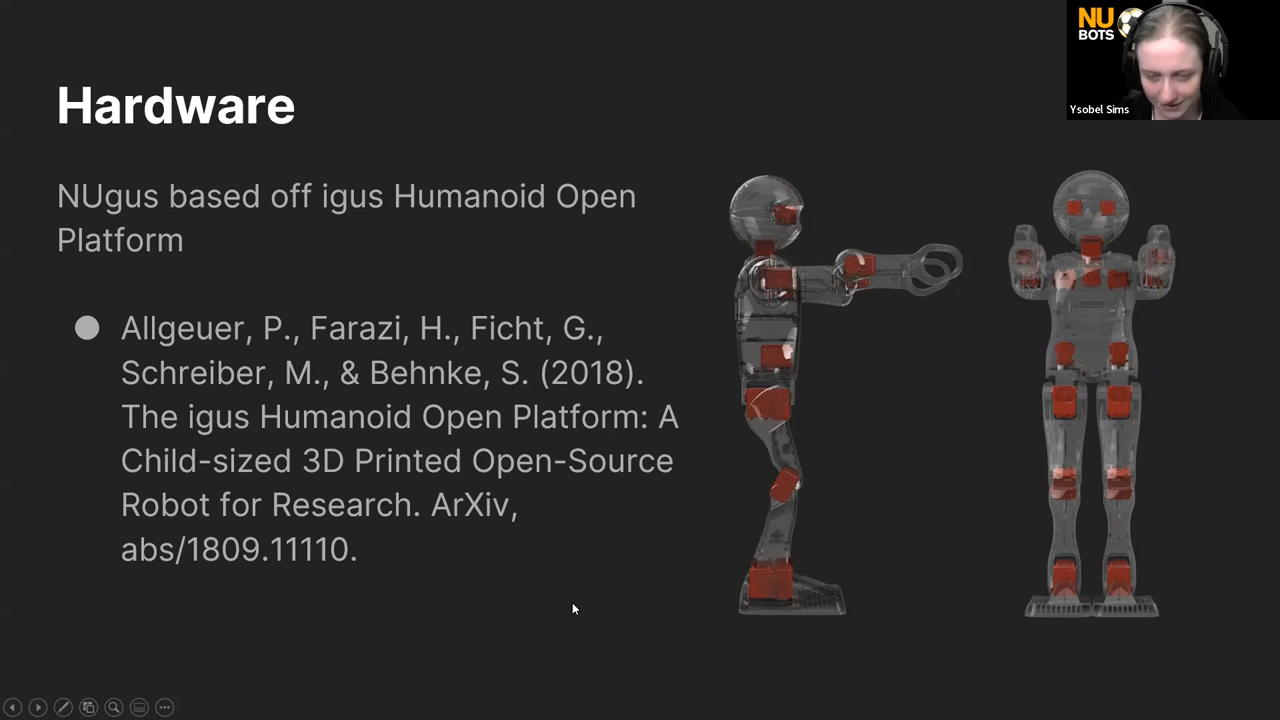 NU
BOTS
Ysobel Sims
Hardware
NUgus based off igus Humanoid Open
Platform
Allgeuer, P., Farazi, H., Ficht, G.,
Schreiber, M., & Behnke, S. (2018).
The igus Humanoid Open Platform: A
Child-sized 3D Printed Open-Source
Robot for Research. ArXiv,
abs/1809.11110.